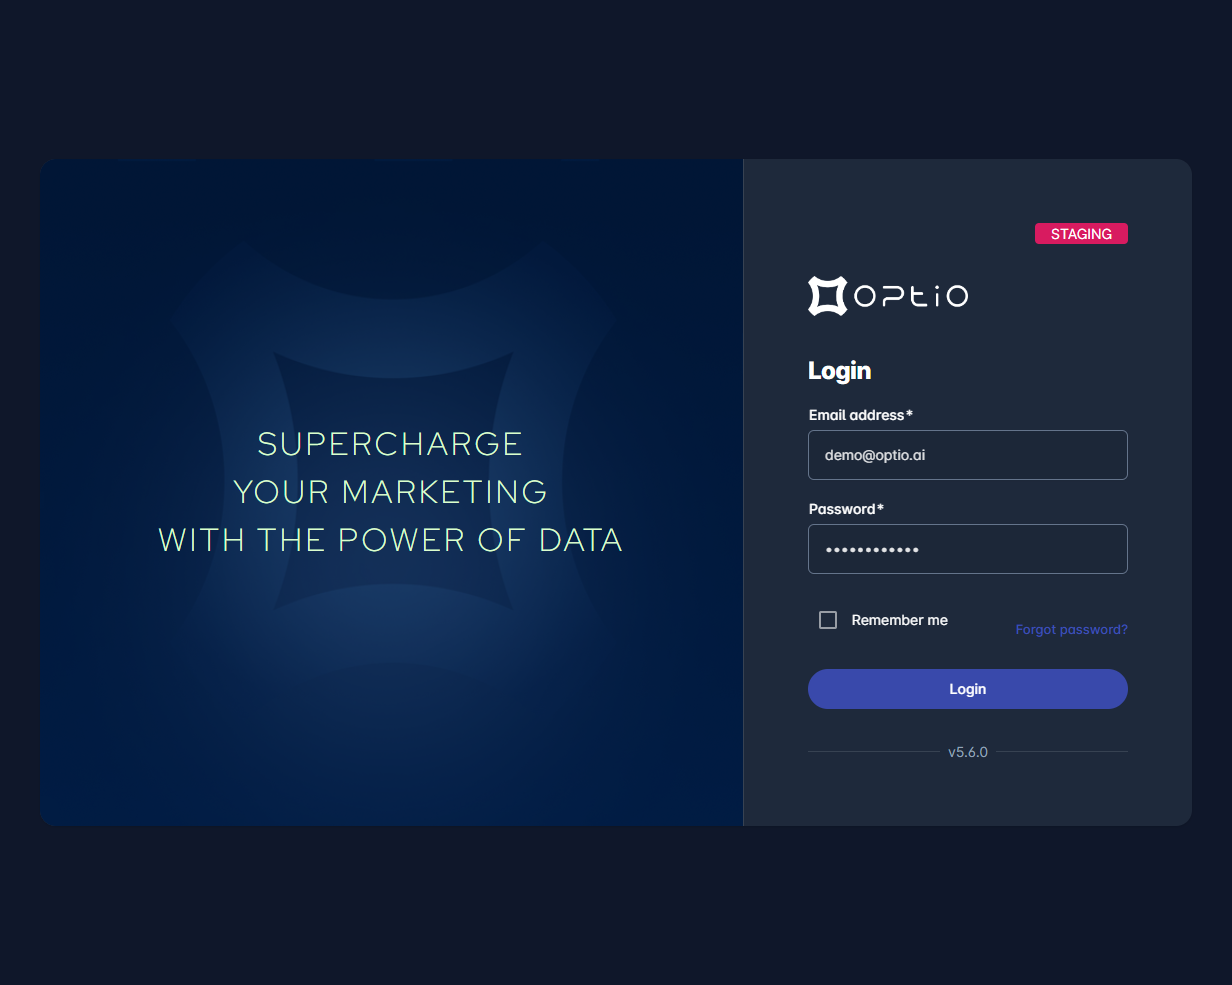 SUPERCHARGE
YOUR MARKETING
WITH THE POWER OF DATA
STAGING
OPTIO
Login
Email address*
demo@optio.ai
Password*
••••••••••••
Remember me
Forgot password?
Login
v5.6.0